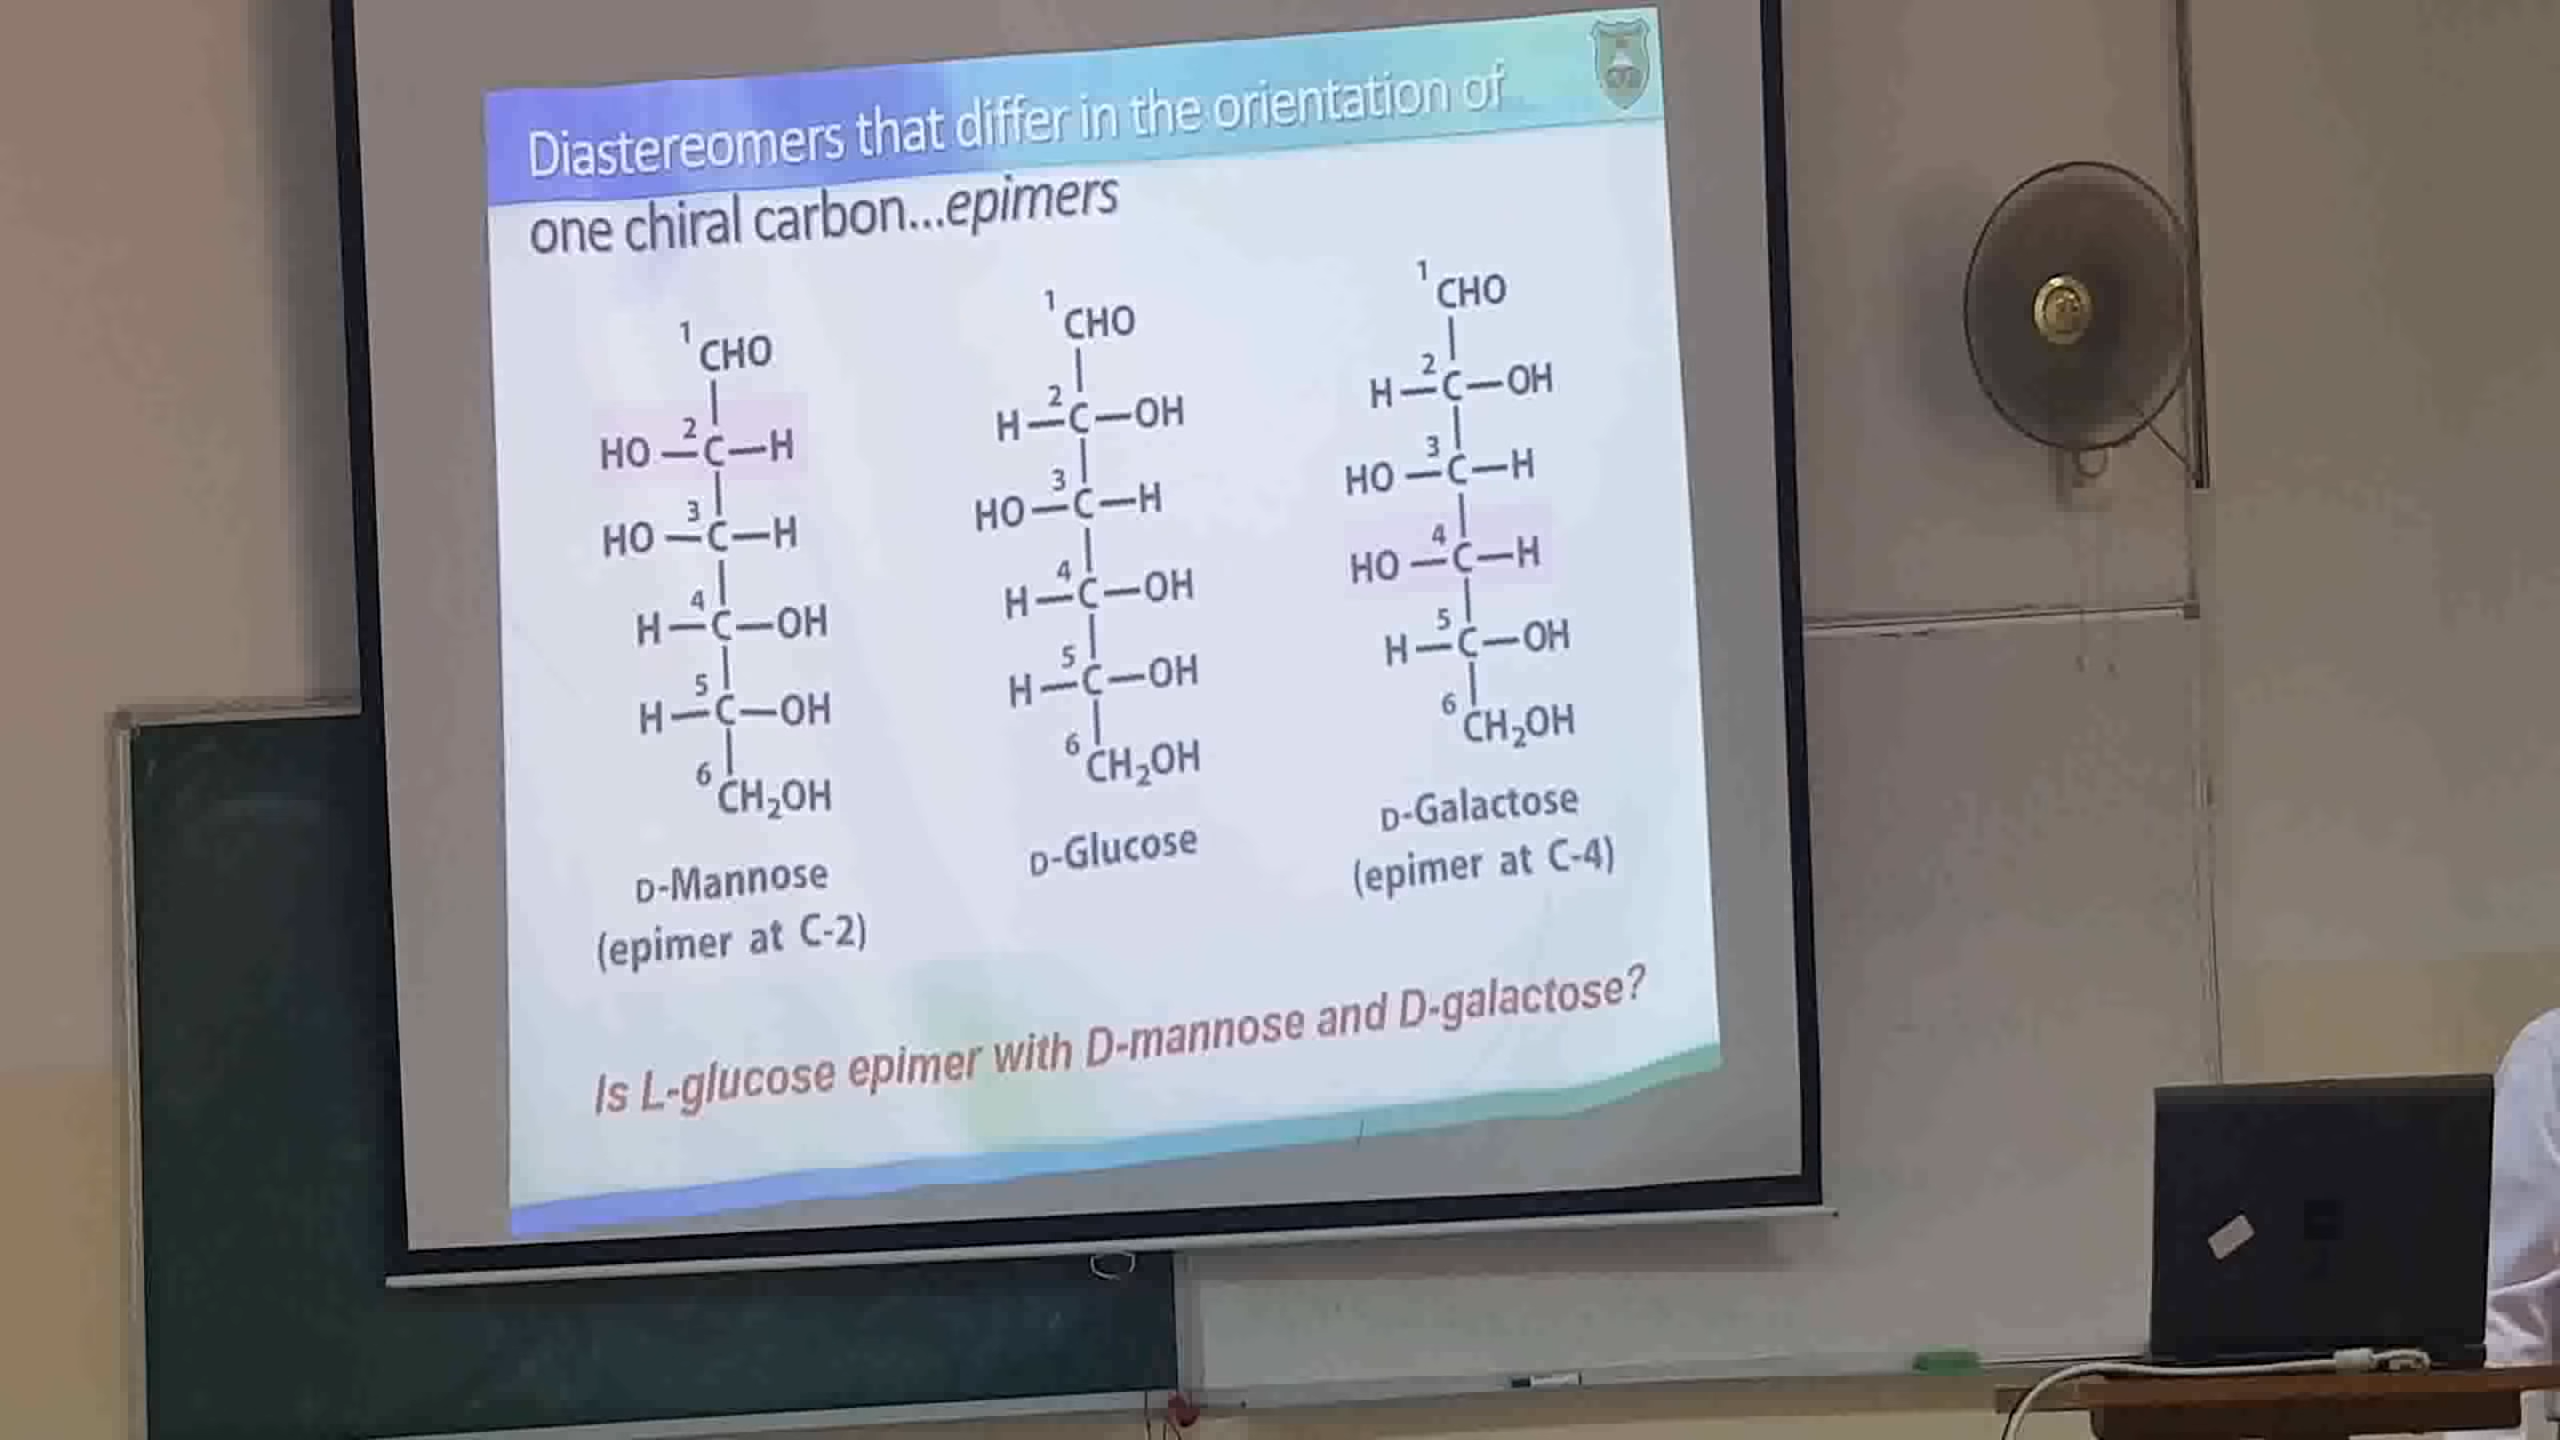 Diastereomers that differ in the orientation of
one chiral carbon...epimers
1
CHO
HO 2 C H
HO 3 C H
H 4 C OH
H 5 C OH
6
CH₂OH
D-Mannose
(epimer at C-2)
1
CHO
H 2 C OH
HO 3 C H
H 4 C OH
H 5 C OH
6
CH₂OH
D-Glucose
1
CHO
H 2 C OH
HO 3 C H
HO 4 C H
H 5 C OH
6
CH₂OH
D-Galactose
(epimer at C-4)
Is L-glucose epimer with D-mannose and D-galactose?